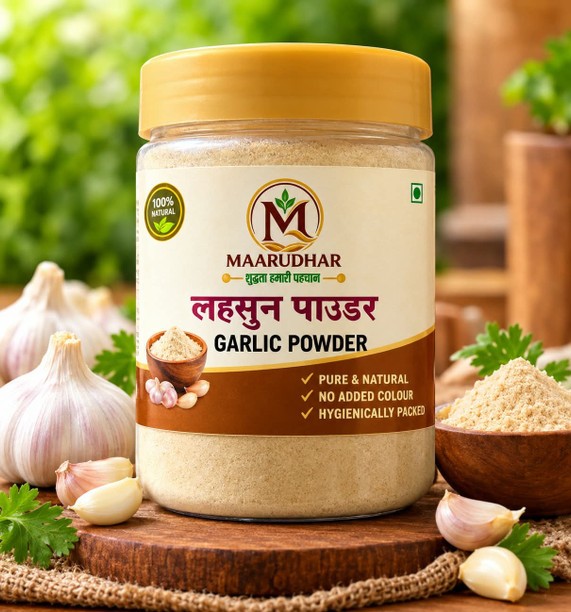 100%
NATURAL
M
MAARUDHAR
शुद्धता हमारी पहचान
लहसुन पाउडर
GARLIC POWDER
✓ PURE & NATURAL
✓ NO ADDED COLOUR
✓ HYGIENICALLY PACKED